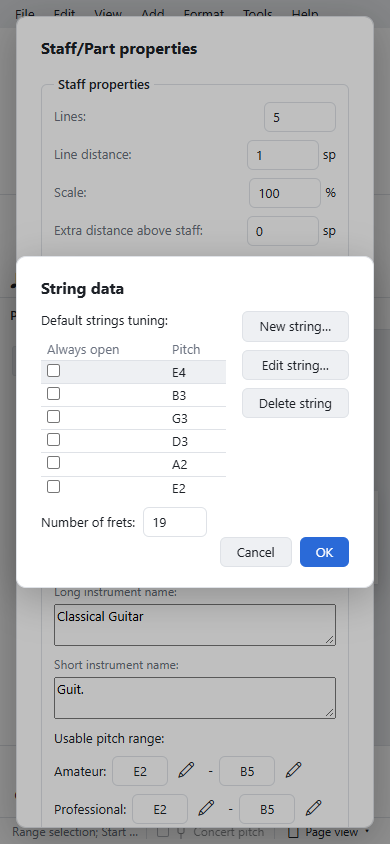 File Edit View Add Format Tools Help
Staff/Part properties
Staff properties
Lines: 5
Line distance: 1 sp
Scale: 100 %
Extra distance above staff: 0 sp
String data
Default strings tuning:
New string...
Always open Pitch
E4
Edit string...
B3
Delete string
G3
D3
A2
E2
Number of frets: 19
Cancel OK
Long instrument name:
Classical Guitar
Short instrument name:
Guit.
Usable pitch range:
Amateur: E2 - B5
Professional: E2 - B5
Range selection; Start ... Concert pitch Page view